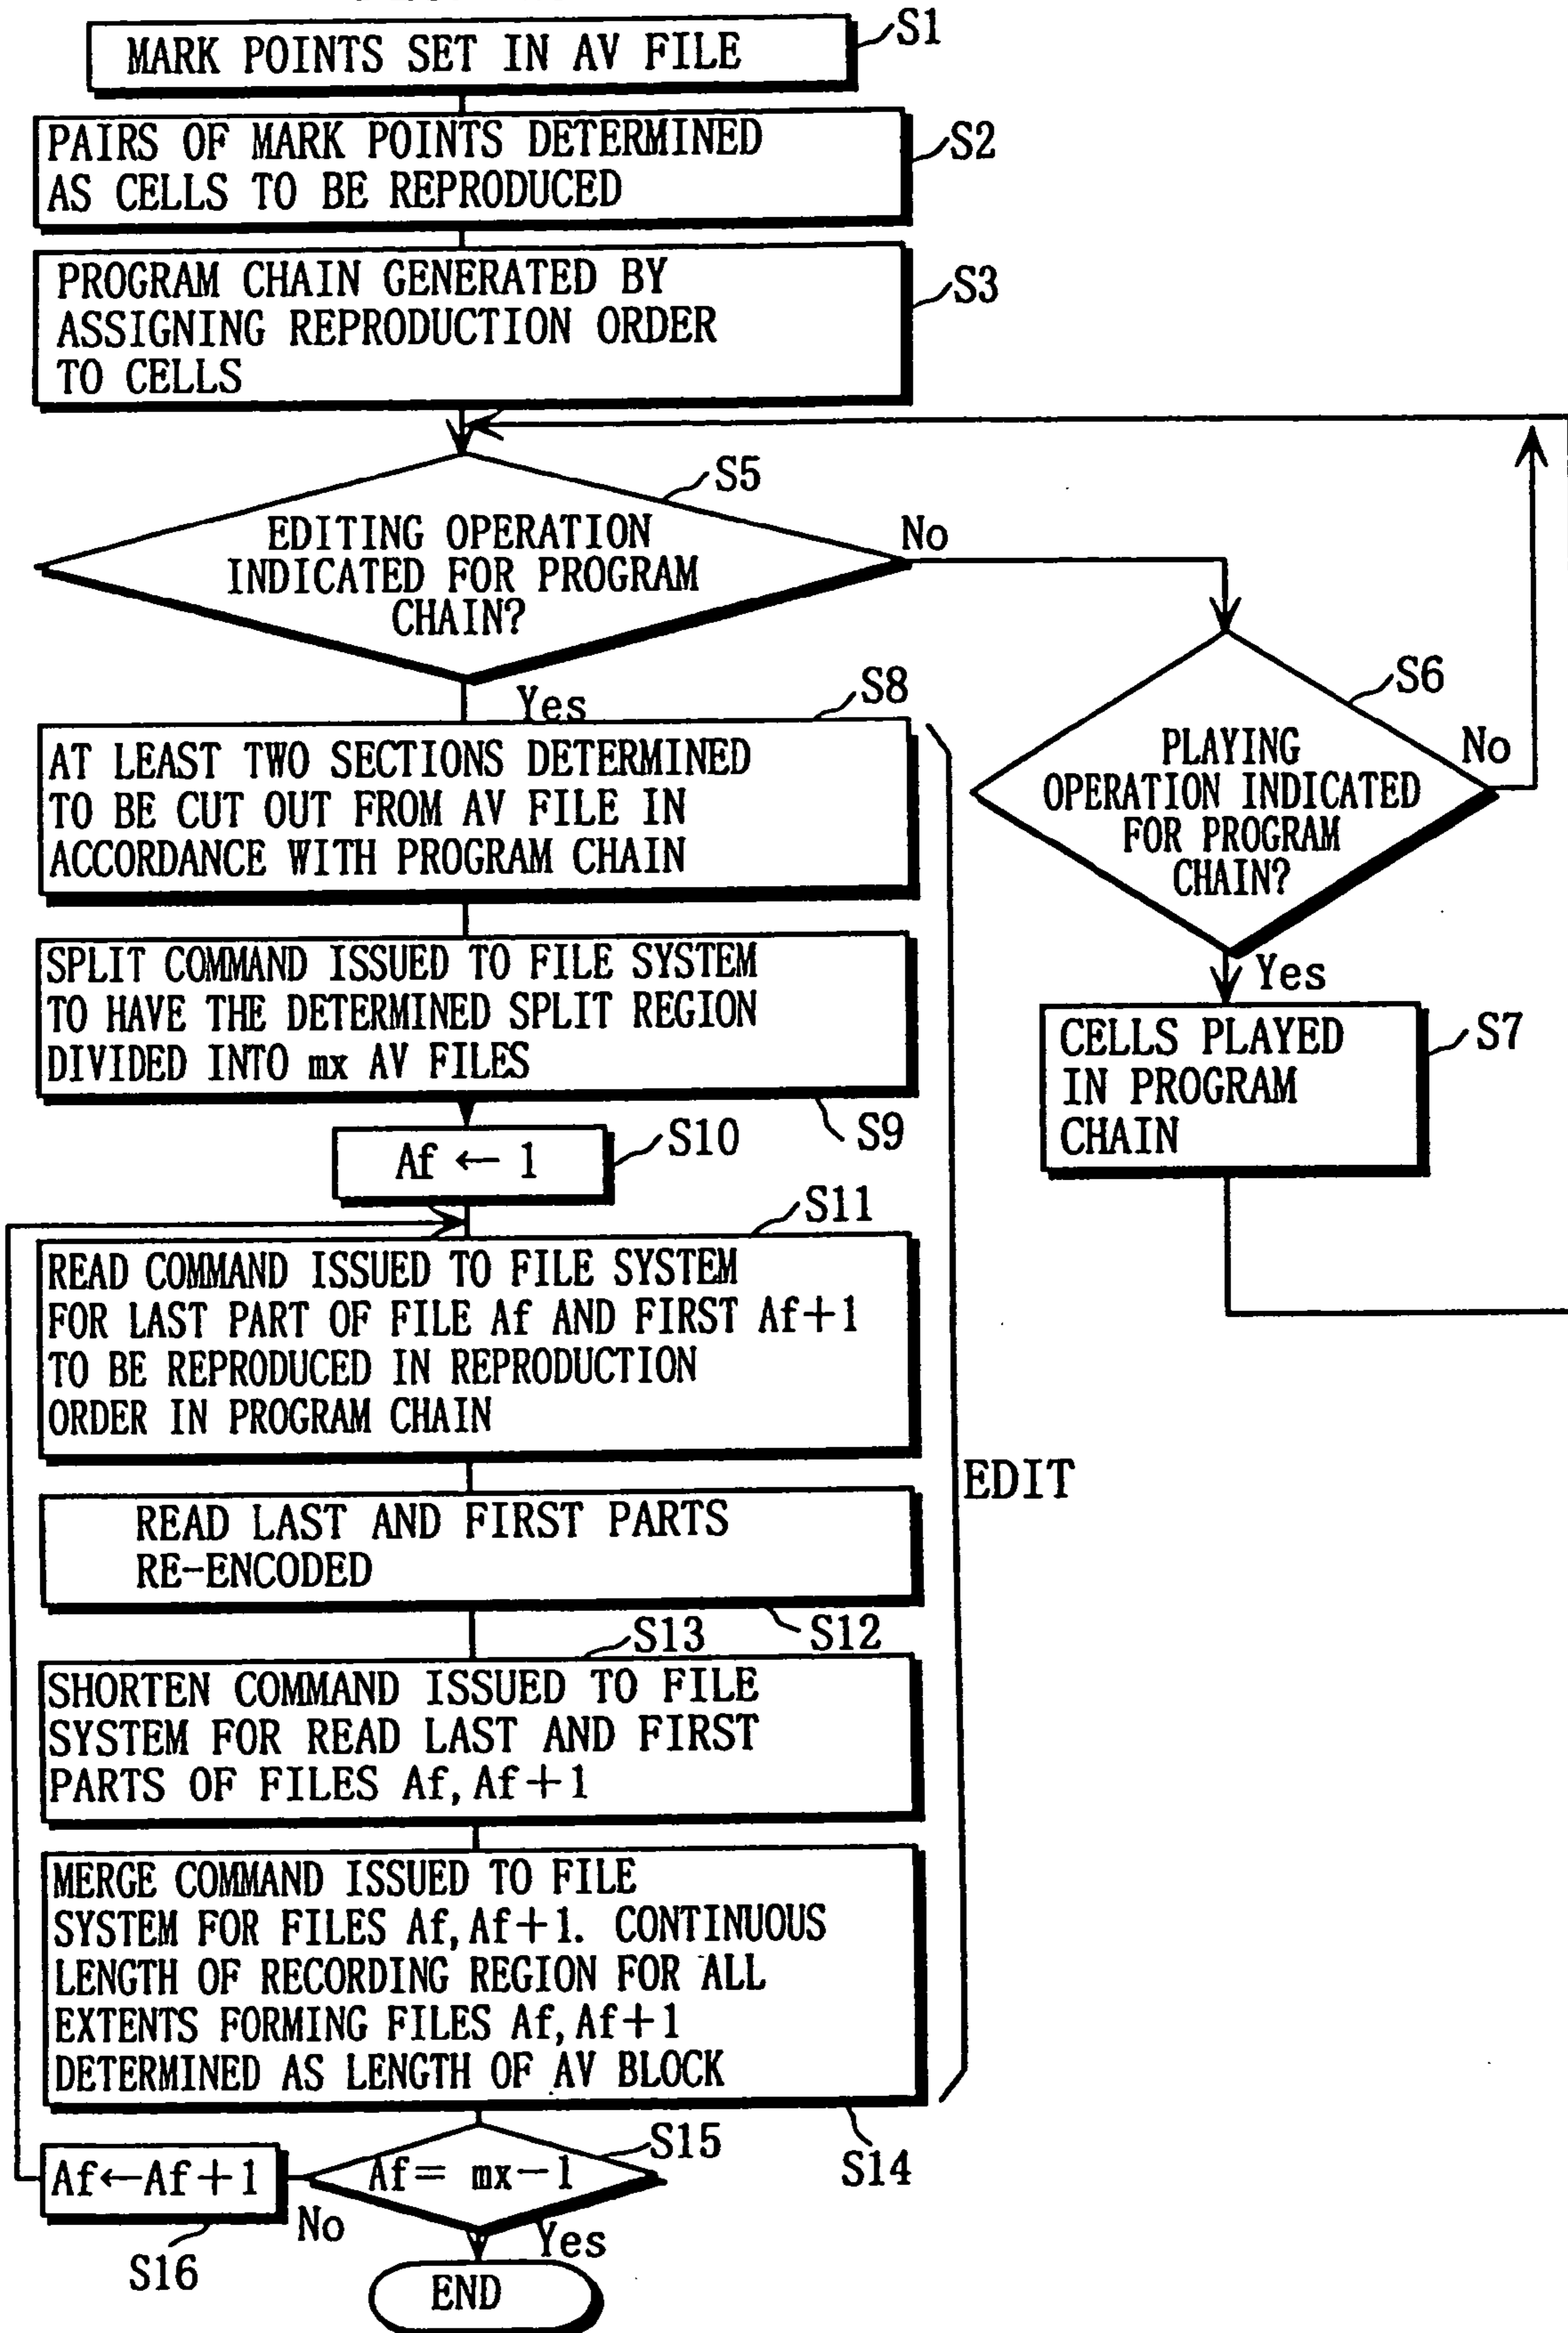 MARK POINTS SET IN AV FILE
S1
PAIRS OF MARK POINTS DETERMINED
AS CELLS TO BE REPRODUCED
S2
PROGRAM CHAIN GENERATED BY
ASSIGNING REPRODUCTION ORDER
TO CELLS
S3
S5
EDITING OPERATION
INDICATED FOR PROGRAM
CHAIN?
No
Yes
S6
PLAYING
OPERATION INDICATED
FOR PROGRAM
CHAIN?
No
Yes
CELLS PLAYED
IN PROGRAM
CHAIN
S7
S8
AT LEAST TWO SECTIONS DETERMINED
TO BE CUT OUT FROM AV FILE IN
ACCORDANCE WITH PROGRAM CHAIN
SPLIT COMMAND ISSUED TO FILE SYSTEM
TO HAVE THE DETERMINED SPLIT REGION
DIVIDED INTO mx AV FILES
S9
Af ← 1
S10
S11
READ COMMAND ISSUED TO FILE SYSTEM
FOR LAST PART OF FILE Af AND FIRST Af+1
TO BE REPRODUCED IN REPRODUCTION
ORDER IN PROGRAM CHAIN
EDIT
READ LAST AND FIRST PARTS
RE-ENCODED
S12
S13
SHORTEN COMMAND ISSUED TO FILE
SYSTEM FOR READ LAST AND FIRST
PARTS OF FILES Af, Af+1
MERGE COMMAND ISSUED TO FILE
SYSTEM FOR FILES Af, Af+1. CONTINUOUS
LENGTH OF RECORDING REGION FOR ALL
EXTENTS FORMING FILES Af, Af+1
DETERMINED AS LENGTH OF AV BLOCK
S14
S15
Af= mx-1
Af←Af+1
No
S16
Yes
END